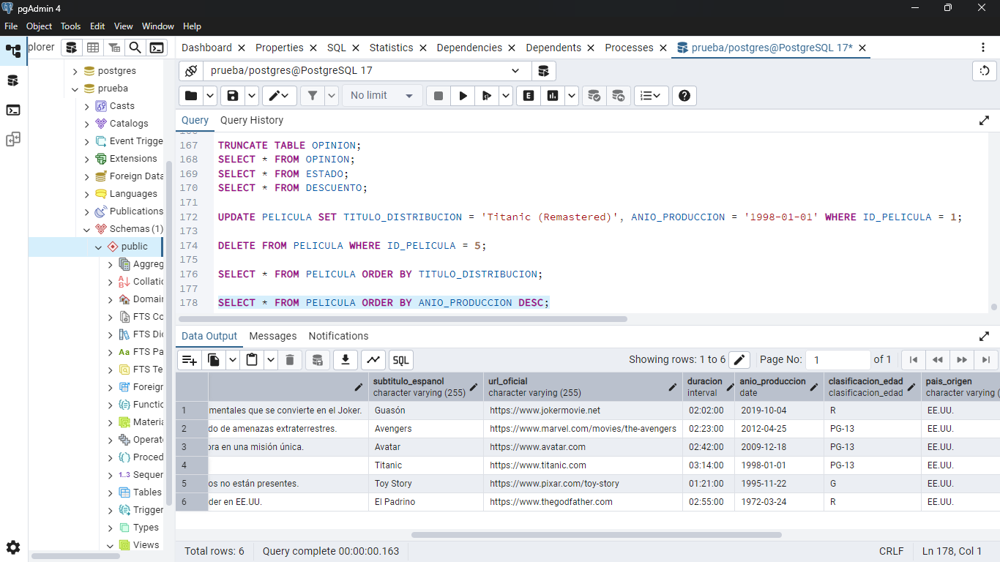 pgAdmin 4
File Object Tools Edit View Window Help
plorer
Dashboard Properties SQL Statistics Dependencies Dependents Processes prueba/postgres@PostgreSQL 17*
postgres
prueba
Casts
Catalogs
Event Trigge
Extensions
Foreign Data
Languages
Publications
Schemas (1)
public
Aggreg
Collatic
Domain
FTS Co
FTS Dic
FTS Pa
FTS Te
Foreign
Functic
Materia
Operat
Proced
1..3 Sequer
Tables
Trigger
Types
Views
prueba/postgres@PostgreSQL 17
No limit
Query Query History
167 TRUNCATE TABLE OPINION;
168 SELECT * FROM OPINION;
169 SELECT * FROM ESTADO;
170 SELECT * FROM DESCUENTO;
171
172 UPDATE PELICULA SET TITULO_DISTRIBUCION = 'Titanic (Remastered)', ANIO_PRODUCCION = '1998-01-01' WHERE ID_PELICULA = 1;
173
174 DELETE FROM PELICULA WHERE ID_PELICULA = 5;
175
176 SELECT * FROM PELICULA ORDER BY TITULO_DISTRIBUCION;
177
178 SELECT * FROM PELICULA ORDER BY ANIO_PRODUCCION DESC;
Data Output Messages Notifications
SQL Showing rows: 1 to 6 Page No: 1 of 1
subtitulo_espanol url_oficial duracion anio_produccion clasificacion_edad pais_origen
character varying (255) character varying (255) interval date clasificacion_edad character varying (
1 mentales que se convierte en el Joker. Guasón https://www.jokermovie.net 02:02:00 2019-10-04 R EE.UU.
2 do de amenazas extraterrestres. Avengers https://www.marvel.com/movies/the-avengers 02:23:00 2012-04-25 PG-13 EE.UU.
3 ora en una misión única. Avatar https://www.avatar.com 02:42:00 2009-12-18 PG-13 EE.UU.
4 Titanic https://www.titanic.com 03:14:00 1998-01-01 PG-13 EE.UU.
5 os no están presentes. Toy Story https://www.pixar.com/toy-story 01:21:00 1995-11-22 G EE.UU.
6 der en EE.UU. El Padrino https://www.thegodfather.com 02:55:00 1972-03-24 R EE.UU.
Total rows: 6 Query complete 00:00:00.163 CRLF Ln 178, Col 1